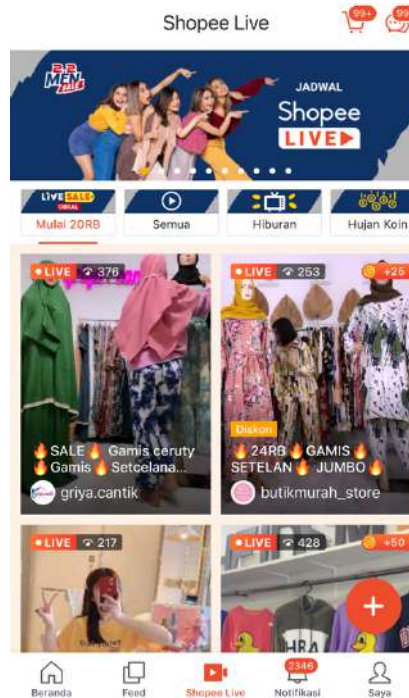 Shopee Live
99+
2.2
MEN
SALE
JADWAL
Shopee
LIVE
LIVE SALE
Mulai 20RB
Semua
Hiburan
Hujan Koin
LIVE 376
LIVE 253
+25
🔥SALE🔥 Gamis ceruty
🔥Gamis🔥Setcelana...
griya.cantik
Diskon
🔥24RB🔥GAMIS🔥
SETELAN🔥 JUMBO🔥
butikmurah_store
LIVE 217
LIVE 428
+50
+
Beranda
Feed
Shopee Live
2346
Notifikasi
Saya